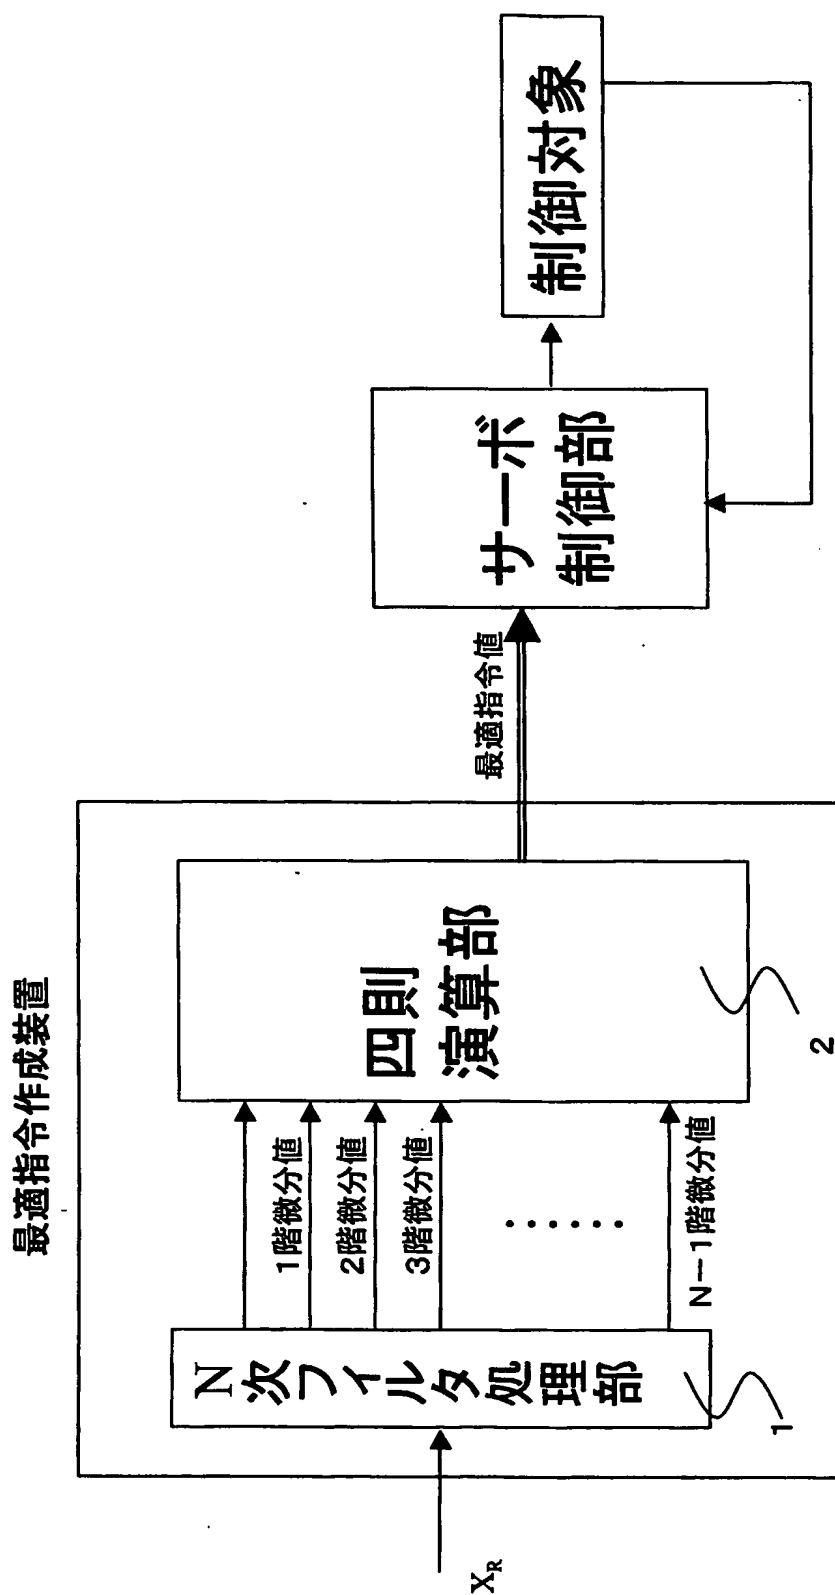 最適指令作成装置
X_R
N次フィルタ処理部
1
1階微分値
2階微分値
3階微分値
・・・・・・
N－1階微分値
四則
演算部
2
最適指令値
サーボ
制御部
制御対象